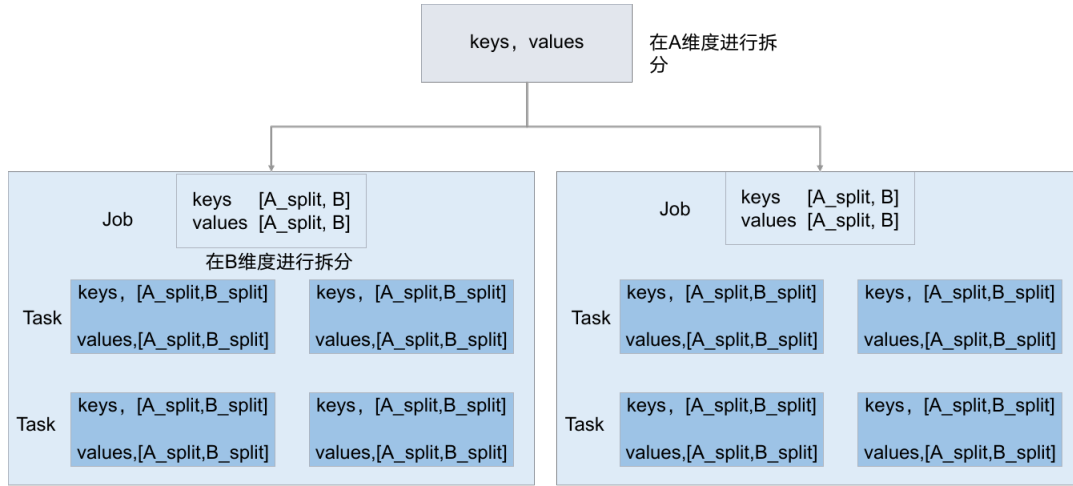 keys，values
在A维度进行拆
分
Job
keys [A_split, B]
values [A_split, B]
在B维度进行拆分
Task
keys，[A_split,B_split]
values,[A_split,B_split]
keys，[A_split,B_split]
values,[A_split,B_split]
Task
keys，[A_split,B_split]
values,[A_split,B_split]
keys，[A_split,B_split]
values,[A_split,B_split]
Job
keys [A_split, B]
values [A_split, B]
Task
keys，[A_split,B_split]
values,[A_split,B_split]
keys，[A_split,B_split]
values,[A_split,B_split]
Task
keys，[A_split,B_split]
values,[A_split,B_split]
keys，[A_split,B_split]
values,[A_split,B_split]